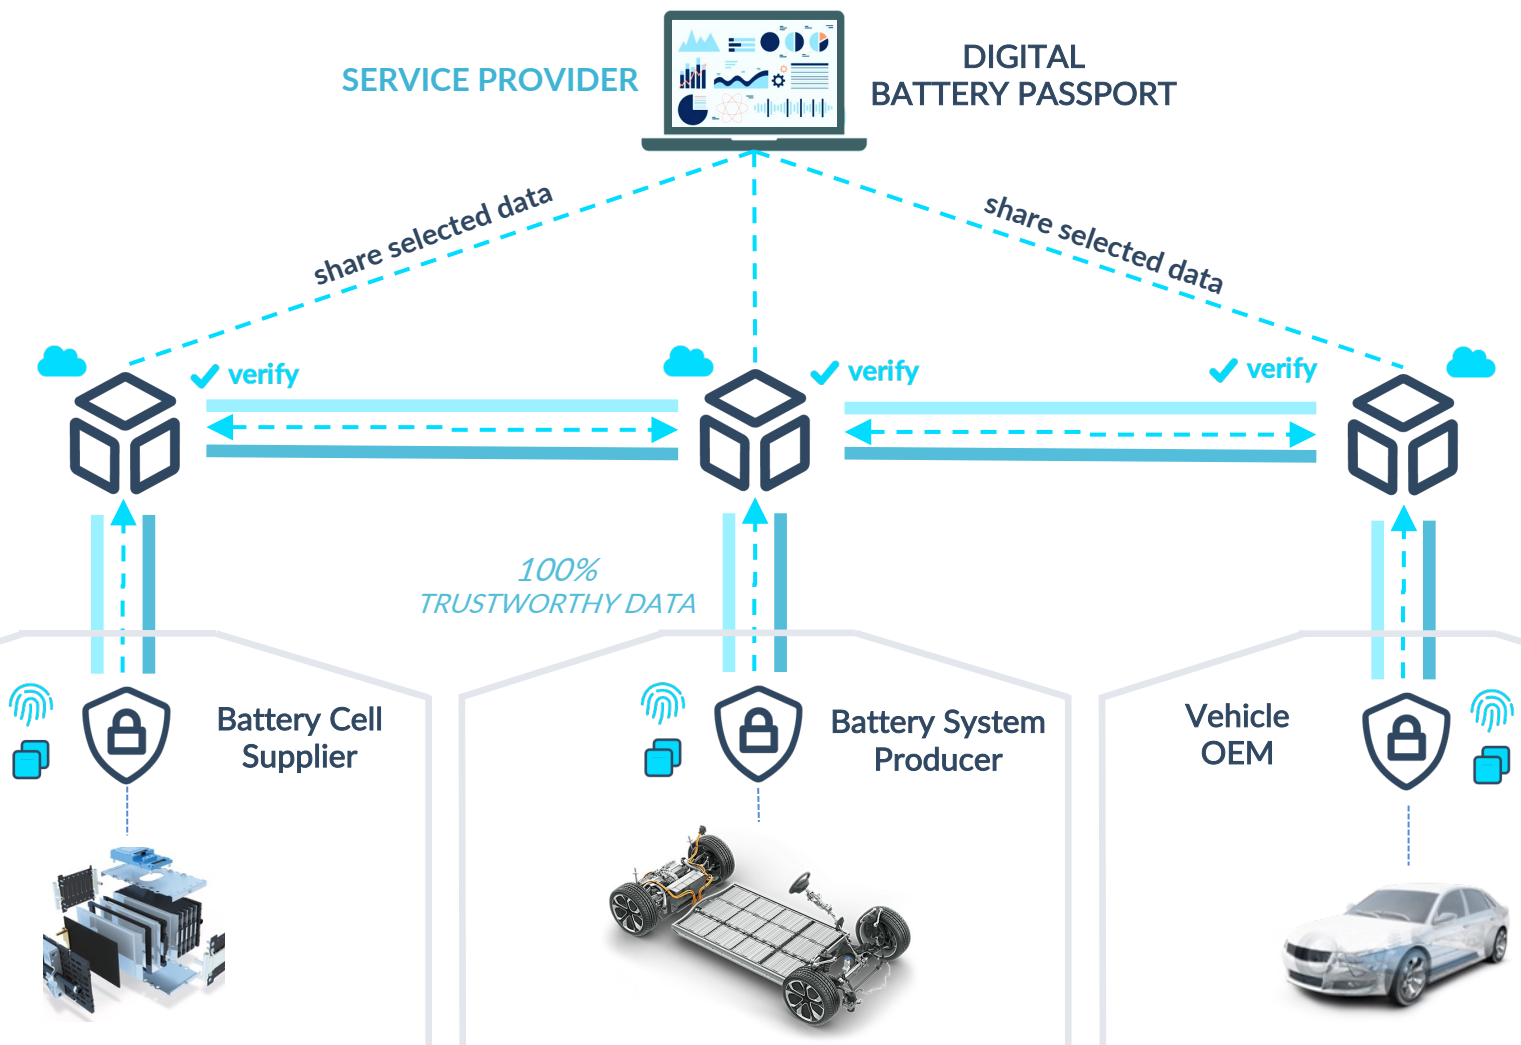 SERVICE PROVIDER
DIGITAL
BATTERY PASSPORT
share selected data
share selected data
verify
verify
verify
100%
TRUSTWORTHY DATA
Battery Cell
Supplier
Battery System
Producer
Vehicle
OEM